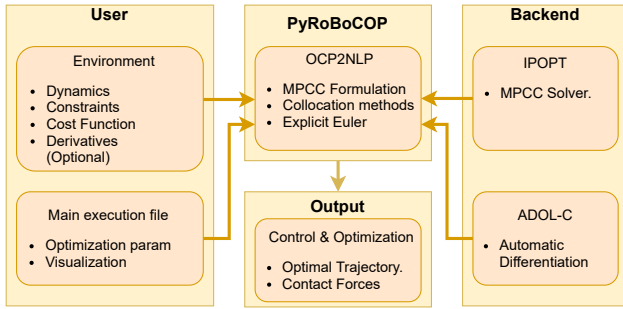 User
Environment
• Dynamics
• Constraints
• Cost Function
• Derivatives
(Optional)
Main execution file
• Optimization param
• Visualization
PyRoBoCOP
OCP2NLP
• MPCC Formulation
• Collocation methods
• Explicit Euler
Output
Control & Optimization
• Optimal Trajectory.
• Contact Forces
Backend
IPOPT
• MPCC Solver.
ADOL-C
• Automatic
Differentiation